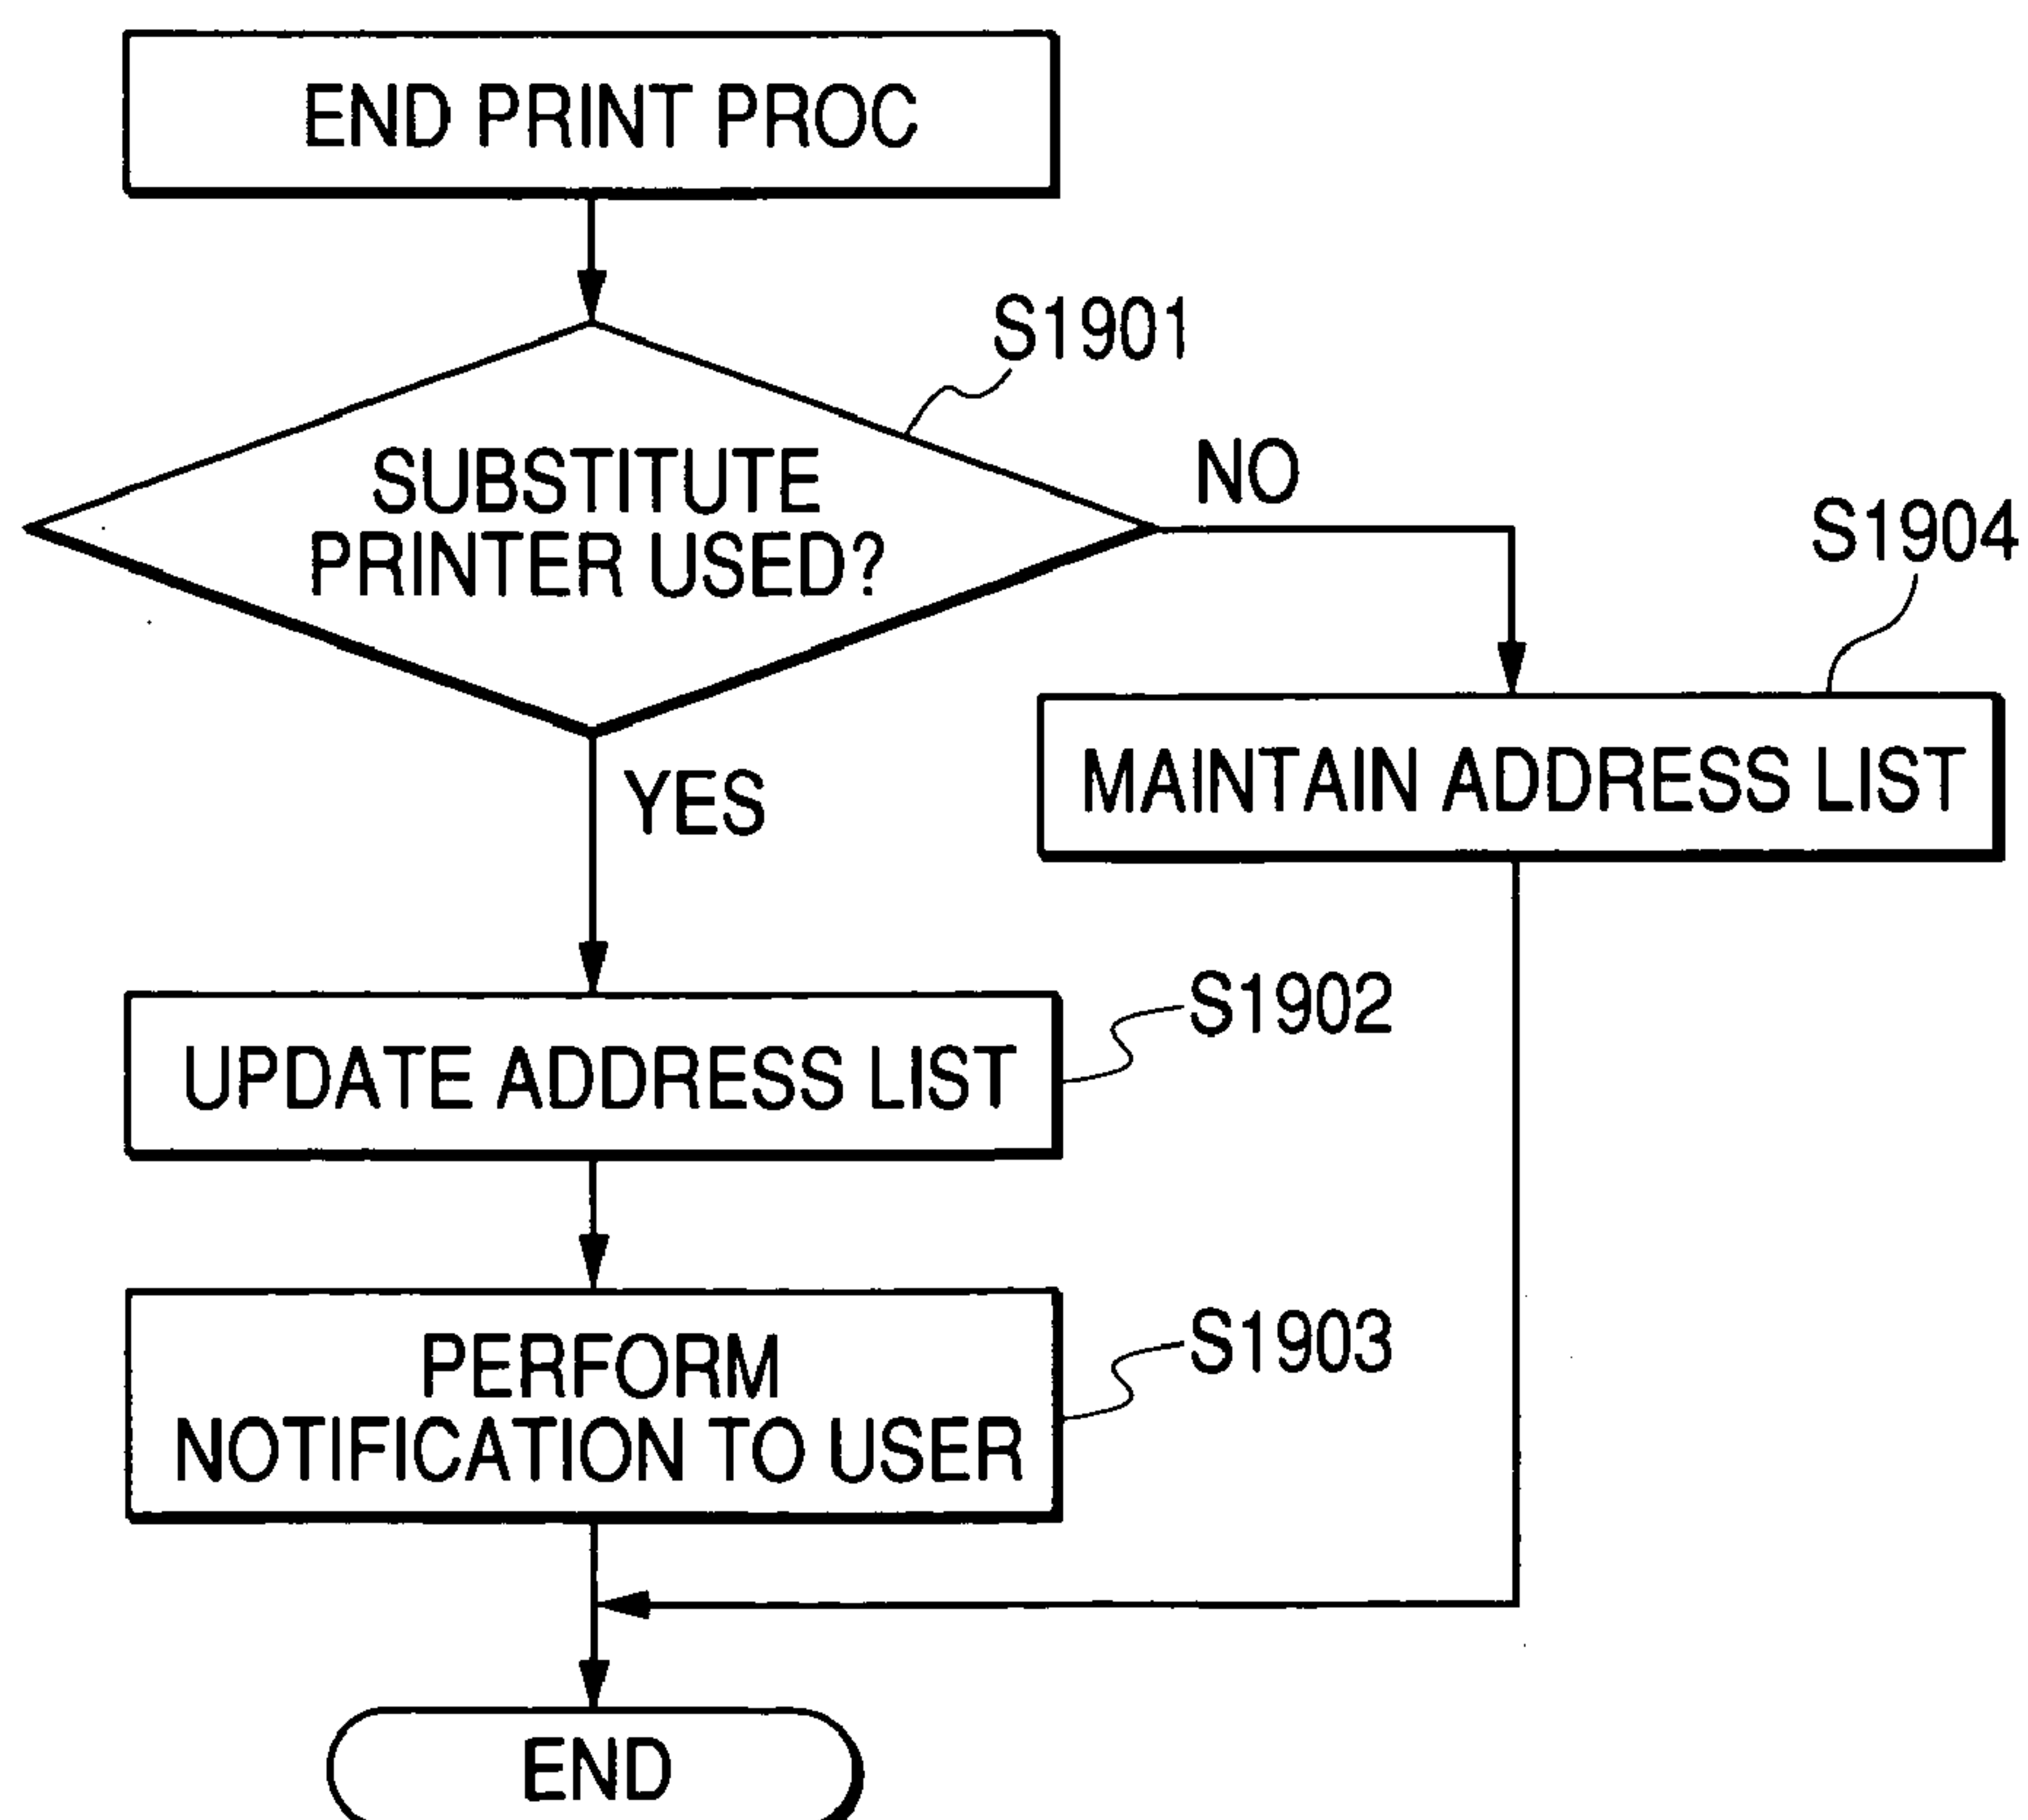 END PRINT PROC
S1901
SUBSTITUTE
PRINTER USED?
NO
S1904
MAINTAIN ADDRESS LIST
YES
UPDATE ADDRESS LIST
S1902
PERFORM
NOTIFICATION TO USER
S1903
END